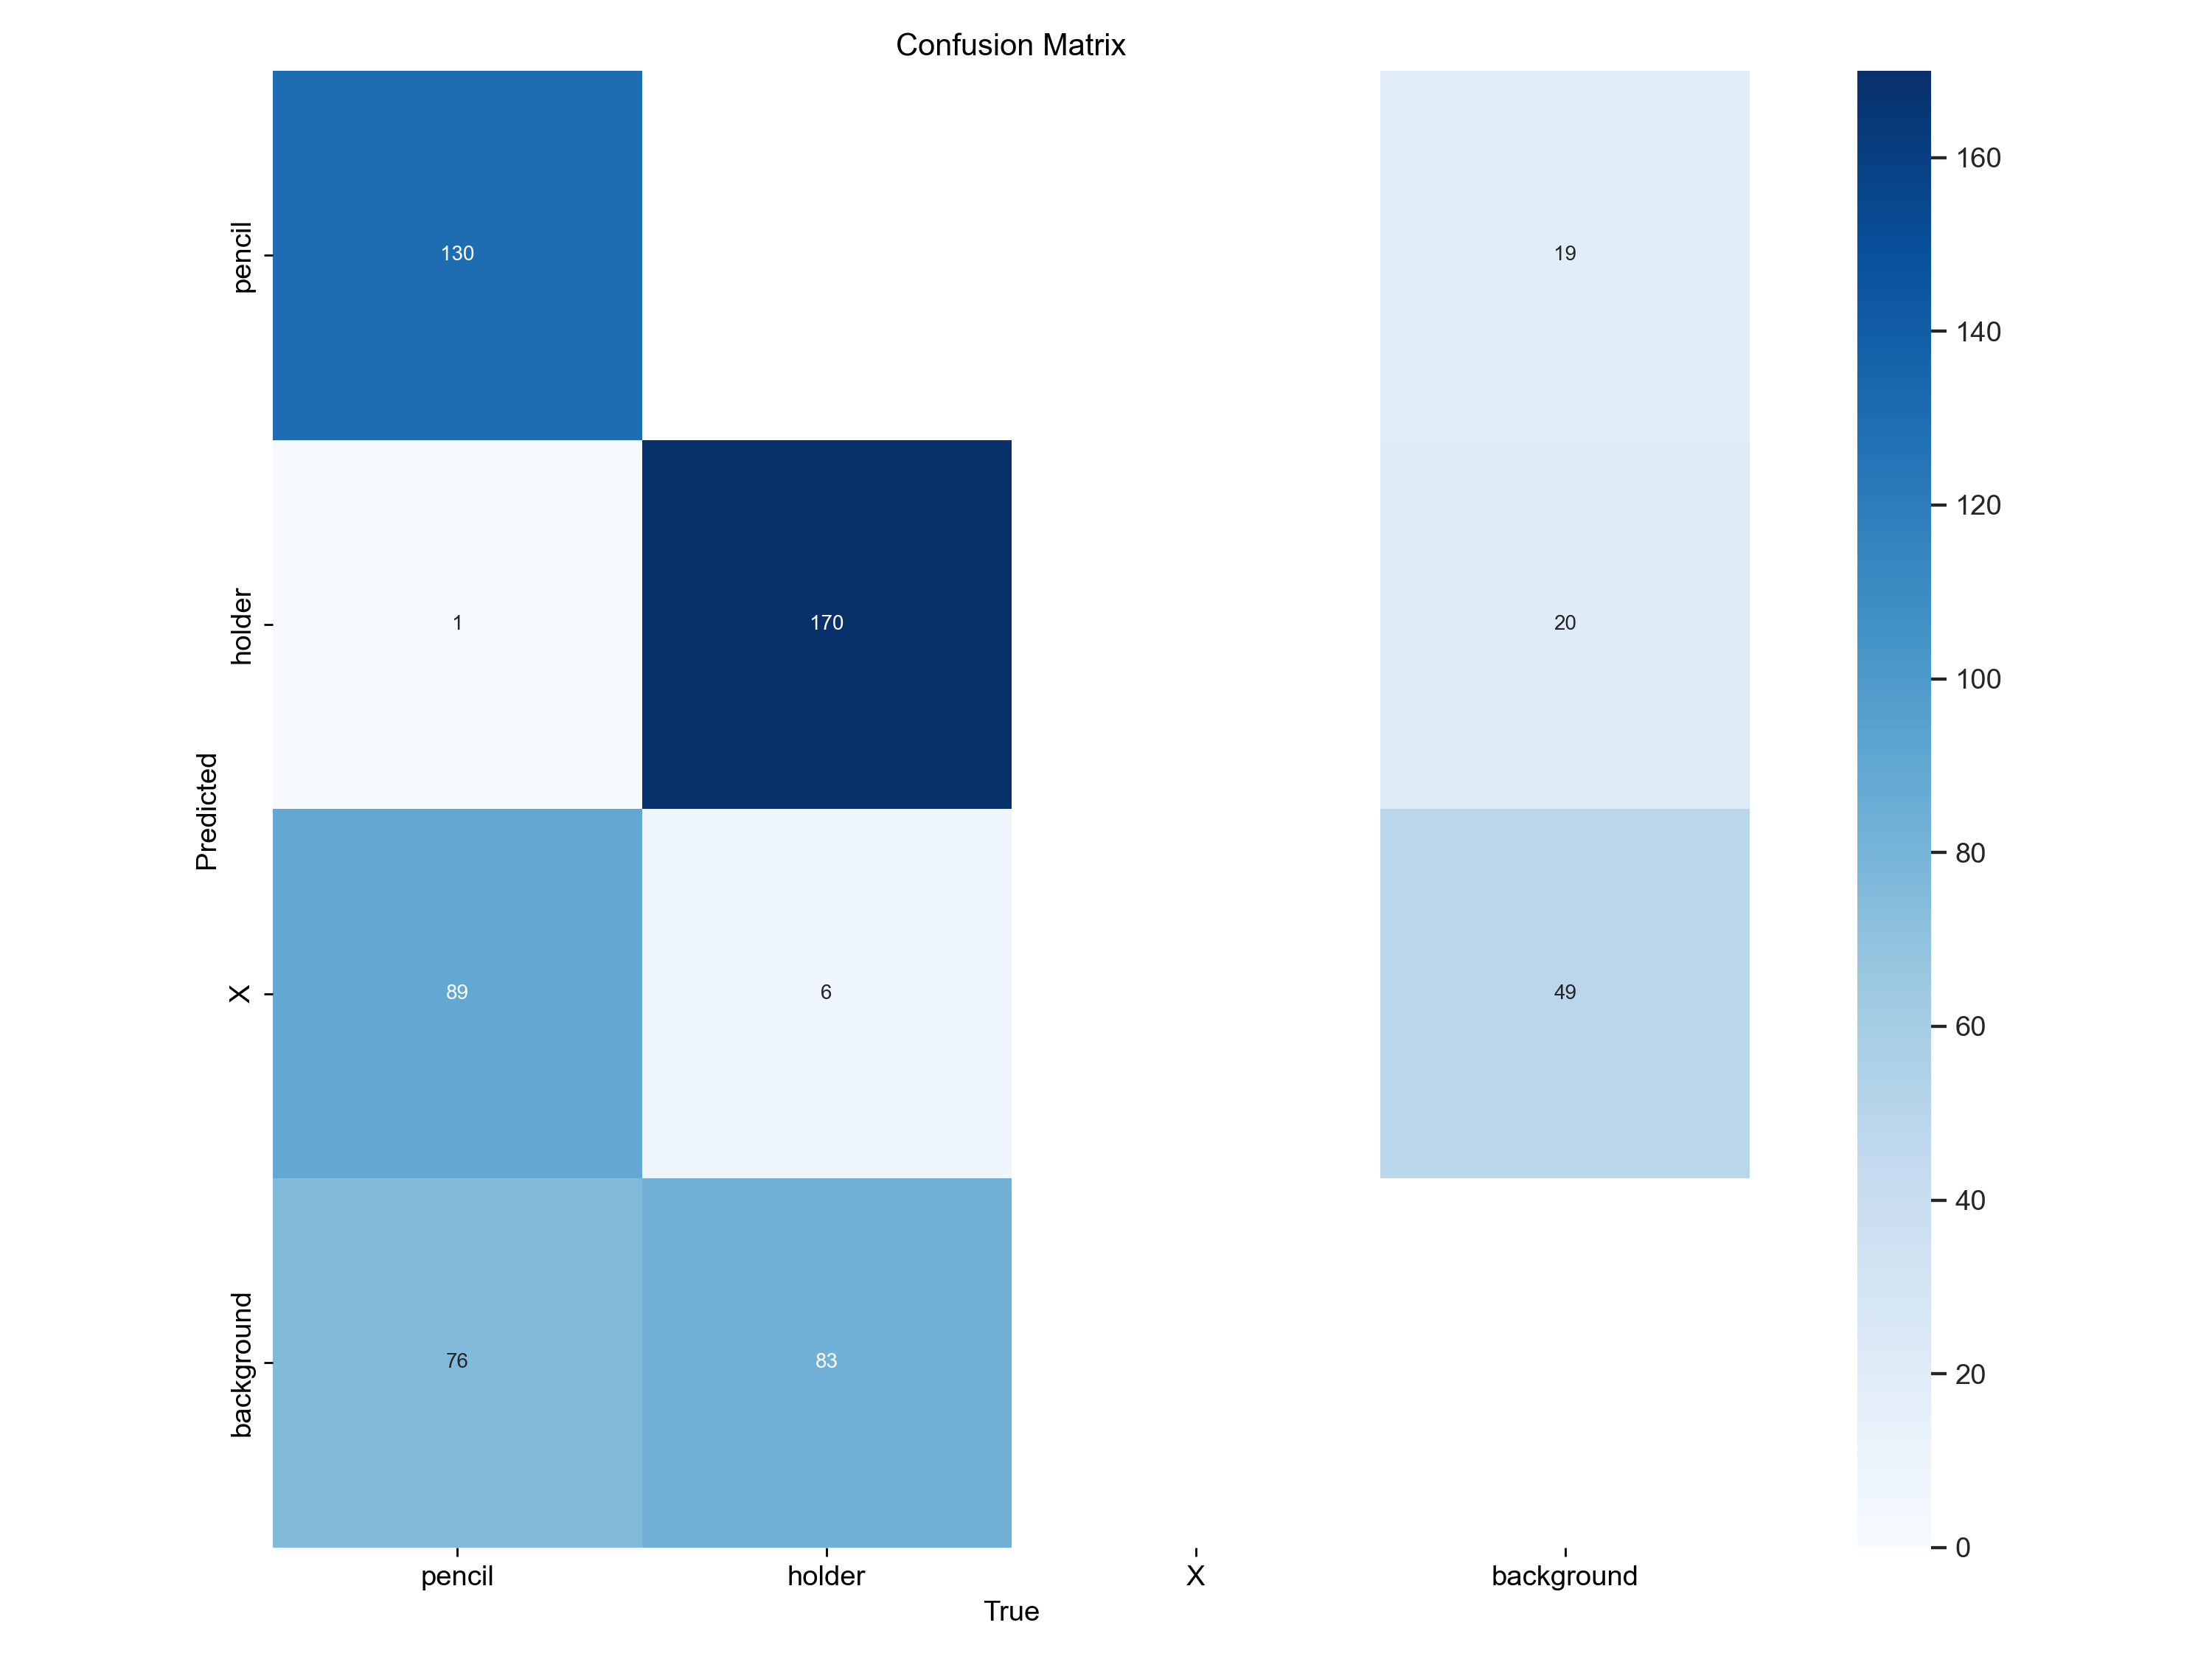 Confusion Matrix
pencil
130
19
holder
1
170
20
Predicted
X
89
6
49
background
76
83
pencil
holder
X
background
True
160
140
120
100
80
60
40
20
0